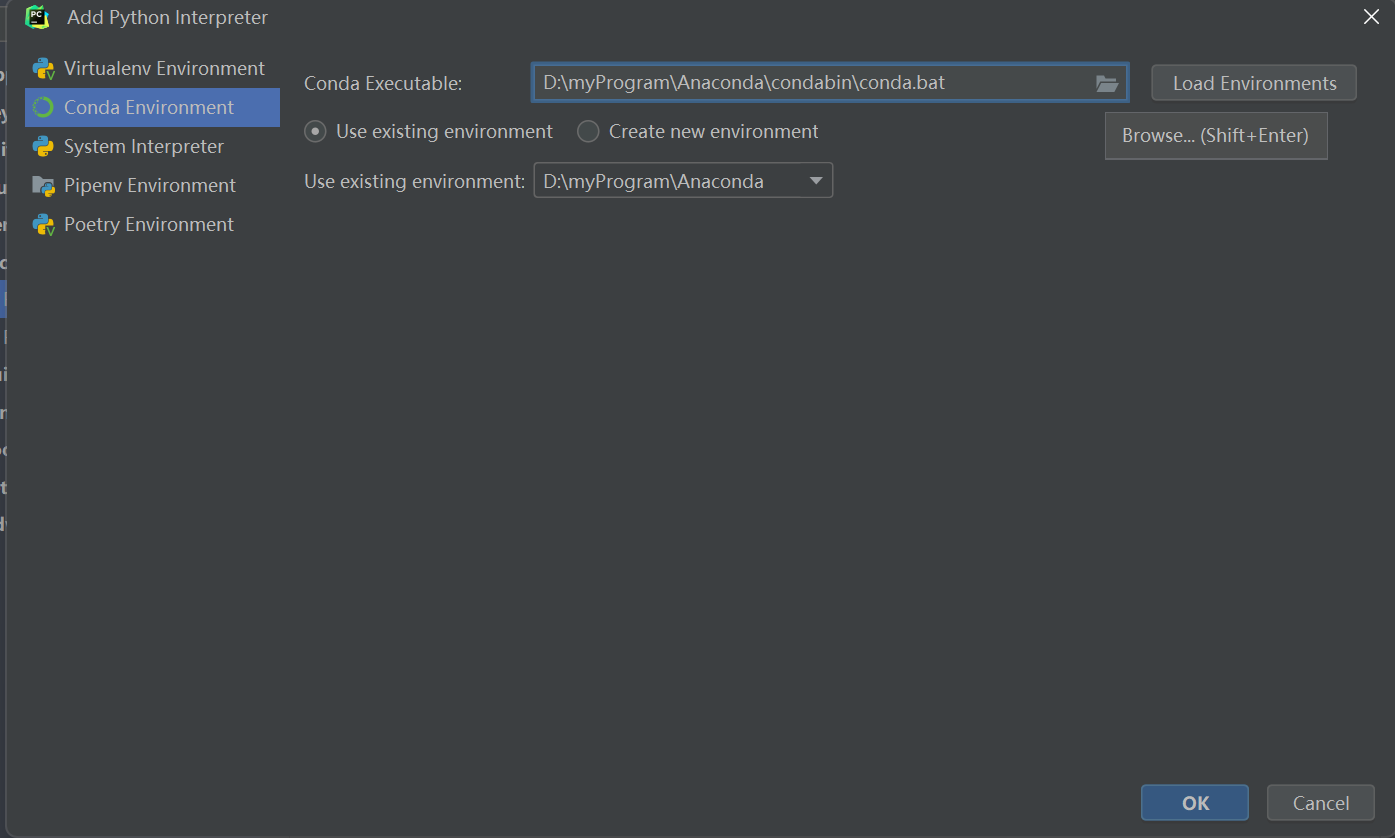 PC
Add Python Interpreter
Virtualenv Environment
Conda Environment
System Interpreter
Pipenv Environment
Poetry Environment
Conda Executable:
D:\myProgram\Anaconda\condabin\conda.bat
Load Environments
Use existing environment
Create new environment
Browse... (Shift+Enter)
Use existing environment:
D:\myProgram\Anaconda
OK
Cancel